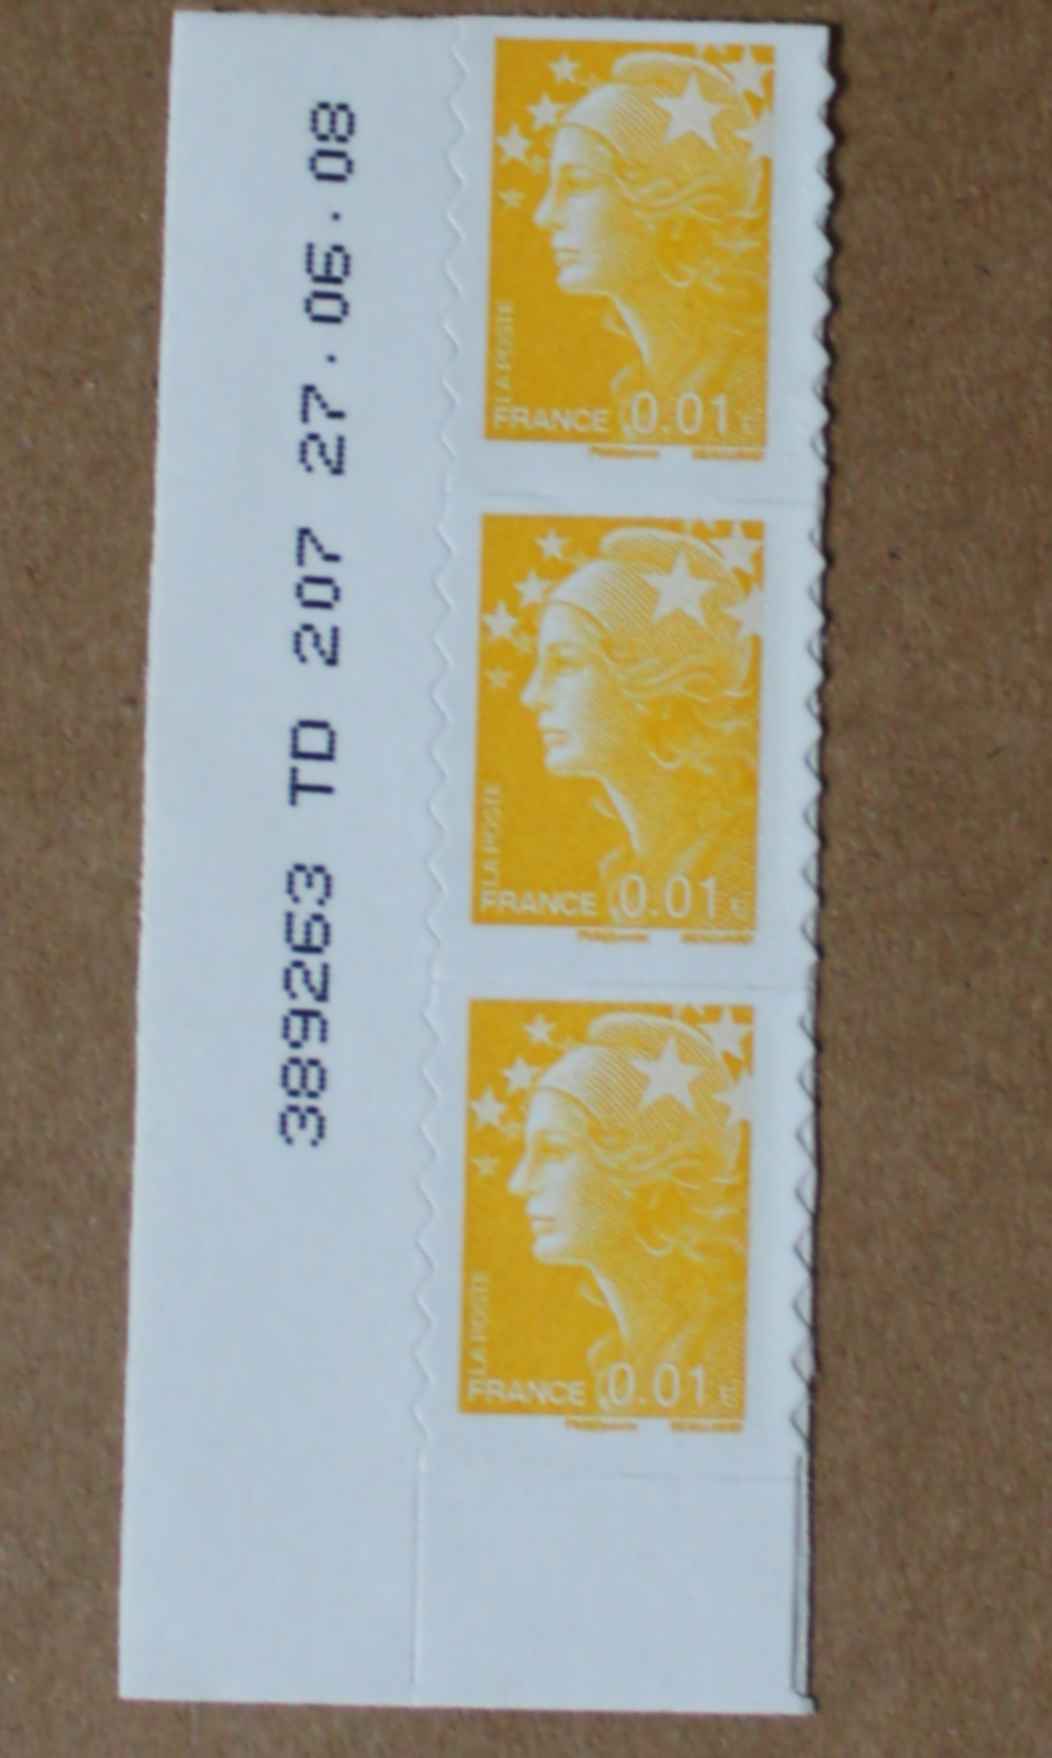 389263 TD 207 27.06.08
LA POSTE
FRANCE 0.01 €
LA POSTE
FRANCE 0.01 €
LA POSTE
FRANCE 0.01 €